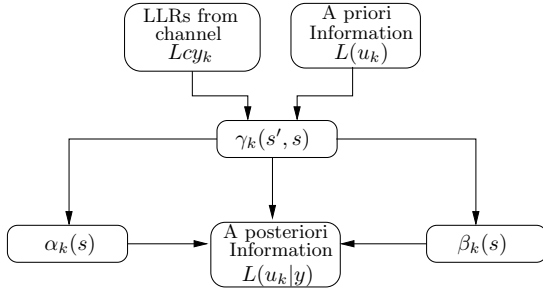 LLRs from
channel
Lcy_k
A priori
Information
L(u_k)
γ_k(s′, s)
α_k(s)
A posteriori
Information
L(u_k|y)
β_k(s)